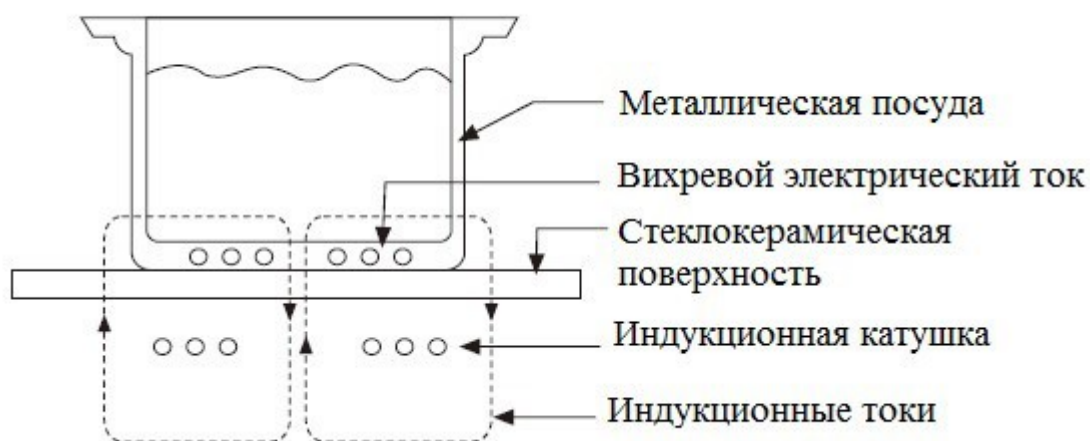 Металлическая посуда
Вихревой электрический ток
Стеклокерамическая
поверхность
Индукционная катушка
Индукционные токи